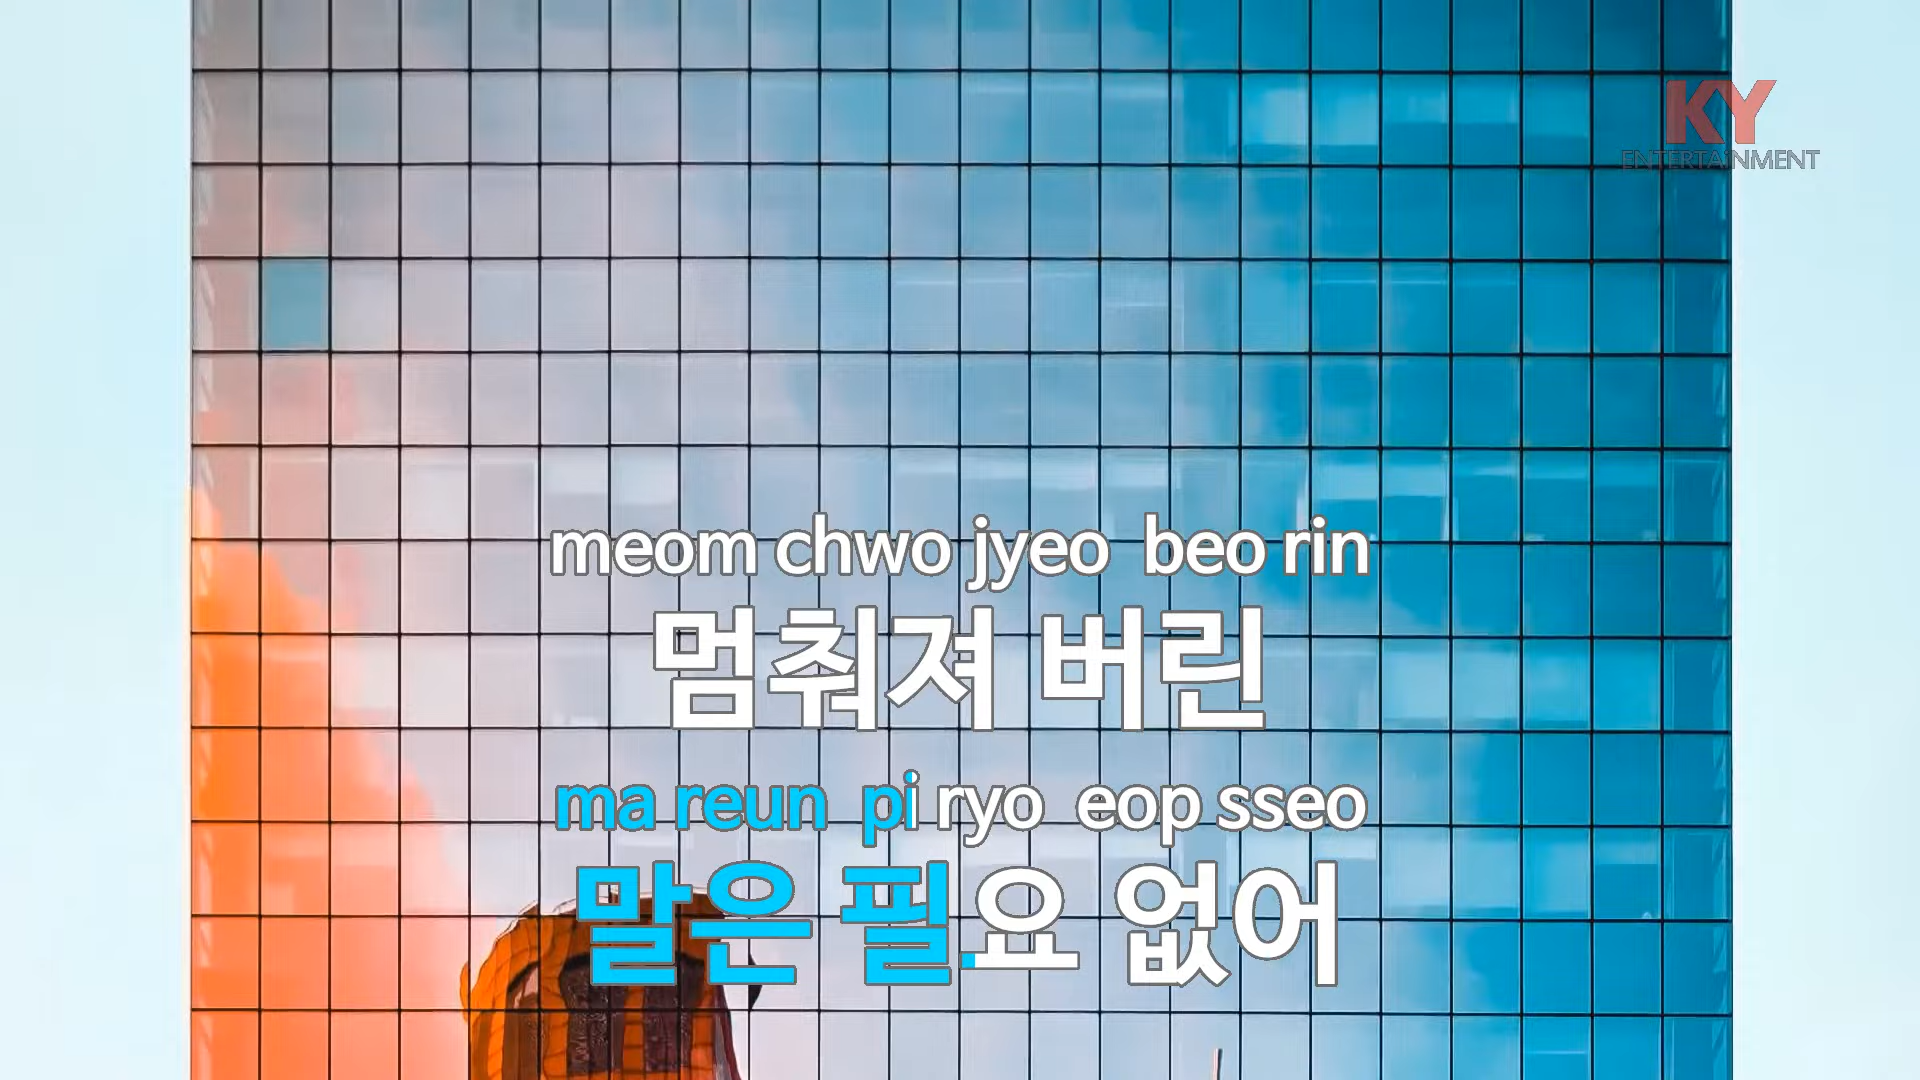 KY
ENTERTAINMENT
meom chwo jyeo beo rin
멈춰져 버린
ma reun pi ryo eop sseo
말은 필요 없어